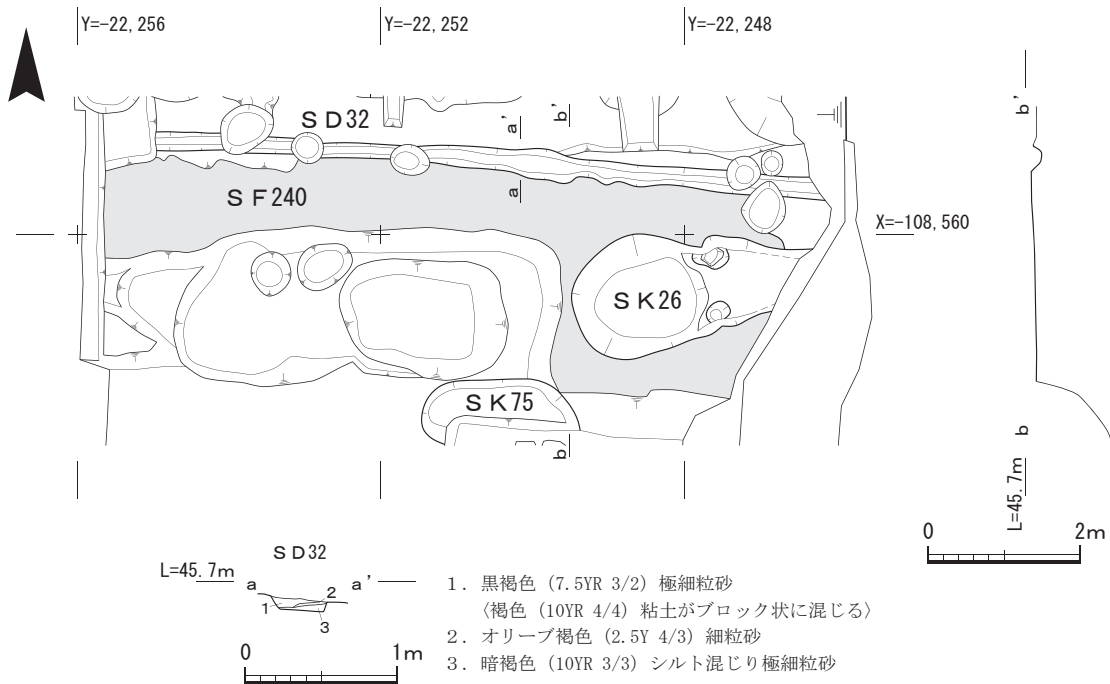 Y=-22,256
Y=-22,252
Y=-22,248
ＳＤ32
a'
b'
b'
ＳＦ240
a
X=-108,560
ＳＫ26
ＳＫ75
b
b
L=45.7m
0 2m
ＳＤ32
L=45.7m
a a'
1 2
3
0 1m
1．黒褐色（7.5YR 3/2）極細粒砂
〈褐色（10YR 4/4）粘土がブロック状に混じる〉
2．オリーブ褐色（2.5Y 4/3）細粒砂
3．暗褐色（10YR 3/3）シルト混じり極細粒砂